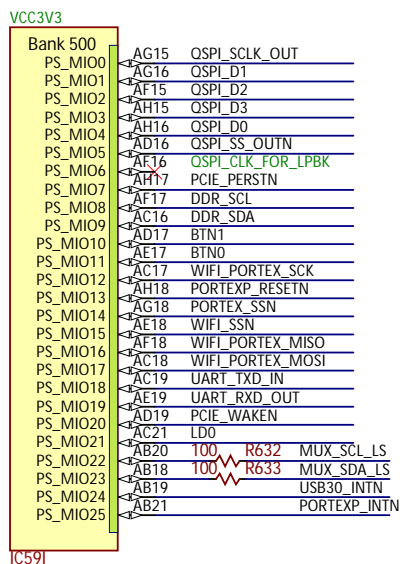 VCC3V3
Bank 500
PS_MIO0 AG15 QSPI_SCLK_OUT
PS_MIO1 AG16 QSPI_D1
PS_MIO2 AF15 QSPI_D2
PS_MIO3 AH15 QSPI_D3
PS_MIO4 AH16 QSPI_D0
PS_MIO5 AD16 QSPI_SS_OUTN
PS_MIO6 AF16 QSPI_CLK_FOR_LPBK
PS_MIO7 AH17 PCIE_PERSTN
PS_MIO8 AF17 DDR_SCL
PS_MIO9 AC16 DDR_SDA
PS_MIO10 AD17 BTN1
PS_MIO11 AE17 BTN0
PS_MIO12 AC17 WIFI_PORTEX_SCK
PS_MIO13 AH18 PORTEXP_RESETN
PS_MIO14 AG18 PORTEX_SSN
PS_MIO15 AE18 WIFI_SSN
PS_MIO16 AF18 WIFI_PORTEX_MISO
PS_MIO17 AC18 WIFI_PORTEX_MOSI
PS_MIO18 AC19 UART_TXD_IN
PS_MIO19 AE19 UART_RXD_OUT
PS_MIO20 AD19 PCIE_WAKEN
PS_MIO21 AC21 LD0
PS_MIO22 AB20 100 R632 MUX_SCL_LS
PS_MIO23 AB18 100 R633 MUX_SDA_LS
PS_MIO24 AB19 USB30_INTN
PS_MIO25 AB21 PORTEXP_INTN
IC59I